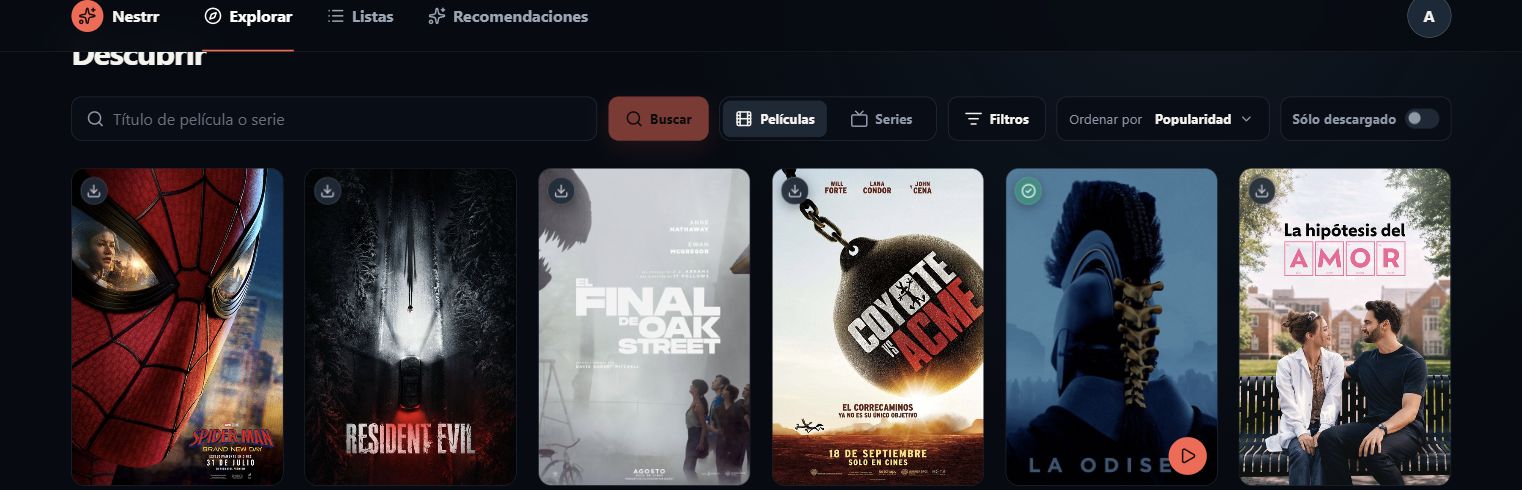 Nestrr
Explorar
Listas
Recomendaciones
A
Descubrir
Título de película o serie
Buscar
Películas
Series
Filtros
Ordenar por Popularidad
Sólo descargado
SPIDER-MAN
BRAND NEW DAY
31 DE JULIO
RESIDENT EVIL
ANNE
HATHAWAY
EWAN
MCGREGOR
EL
FINAL
DE OAK
STREET
DAVID ROBERT MITCHELL
AGOSTO
WILL
FORTE
LANA
CONDOR
JOHN
CENA
COYOTE
VS
ACME
EL CORRECAMINOS
YA NO ES SU ÚNICO OBJETIVO
18 DE SEPTIEMBRE
SOLO EN CINES
LA ODISE
La hipótesis del
AMOR